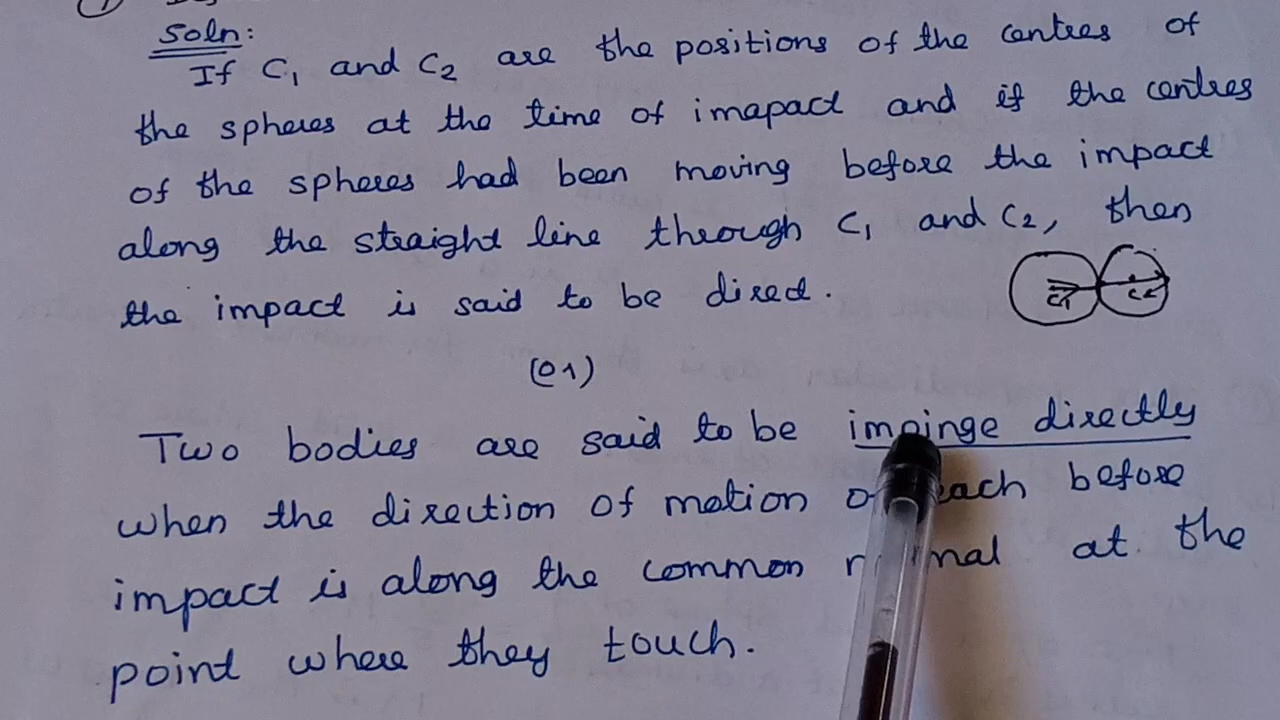 Soln:
If C1 and C2 are the positions of the centres of
the spheres at the time of imapact and if the centres
of the spheres had been moving before the impact
along the straight line through C1 and C2, then
the impact is said to be direct.
C1 C2
(or)
Two bodies are said to be impinge directly
when the direction of motion each before
impact is along the common at the
point where they touch.